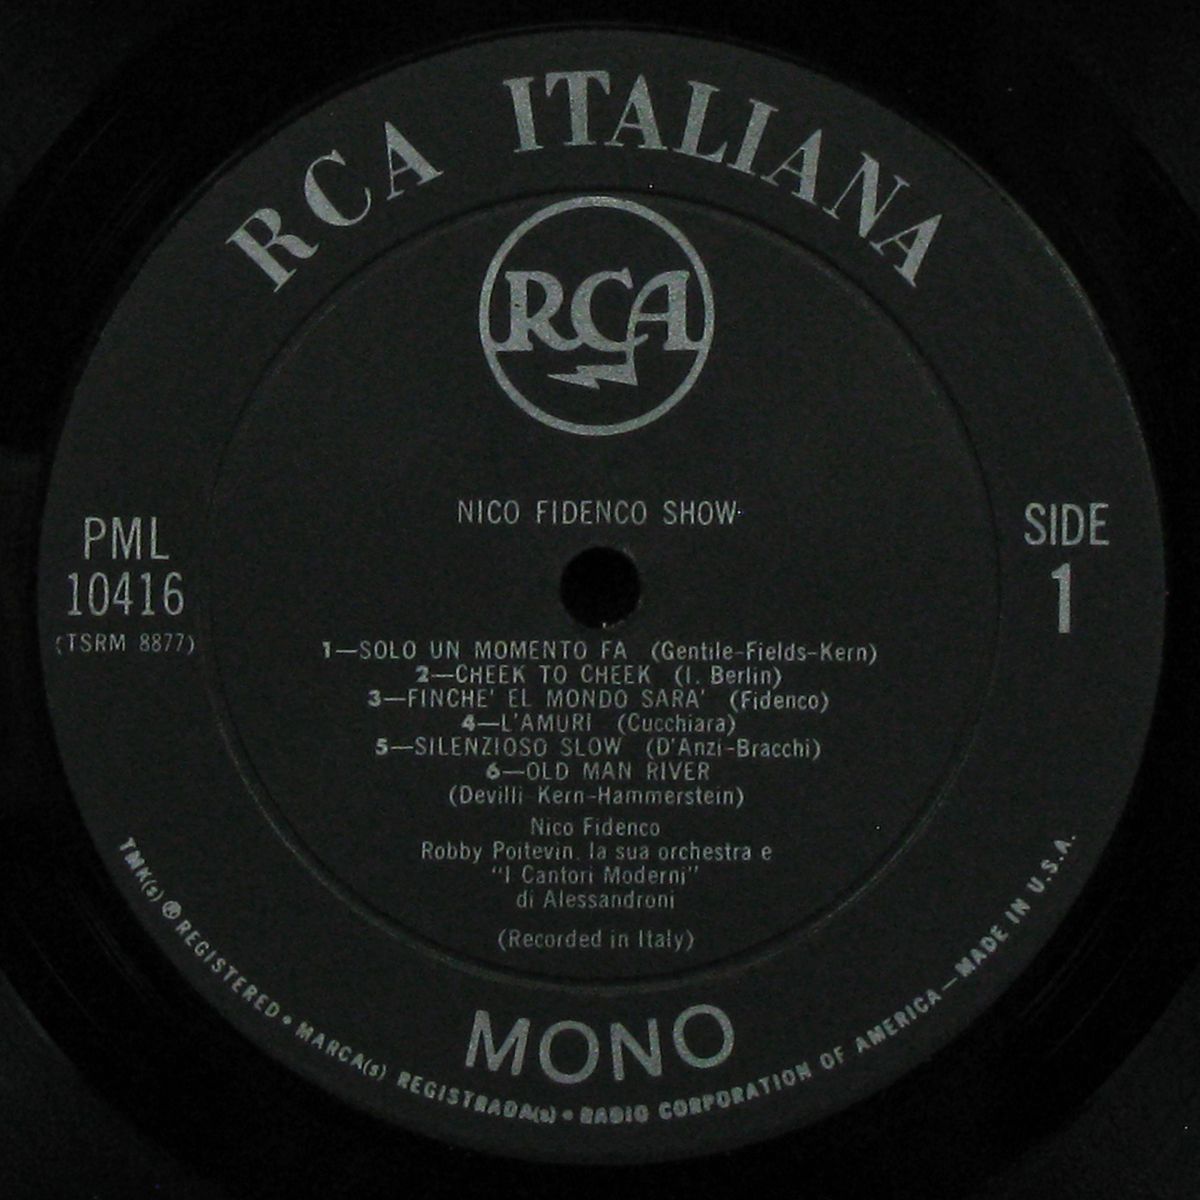 RCA ITALIANA
RCA
NICO FIDENCO SHOW
PML
10416
(TSRM 8877)
SIDE
1
1—SOLO UN MOMENTO FA (Gentile-Fields-Kern)
2—CHEEK TO CHEEK (I. Berlin)
3—FINCHE' EL MONDO SARA' (Fidenco)
4—L'AMURI (Cucchiara)
5—SILENZIOSO SLOW (D'Anzi-Bracchi)
6—OLD MAN RIVER
(Devilli Kern-Hammerstein)
Nico Fidenco
Robby Poitevin, la sua orchestra e
"I Cantori Moderni"
di Alessandroni
(Recorded in Italy)
MONO
TMK(s) ® REGISTERED • MARCA(s) REGISTRADA(s) • RADIO CORPORATION OF AMERICA—MADE IN U.S.A.